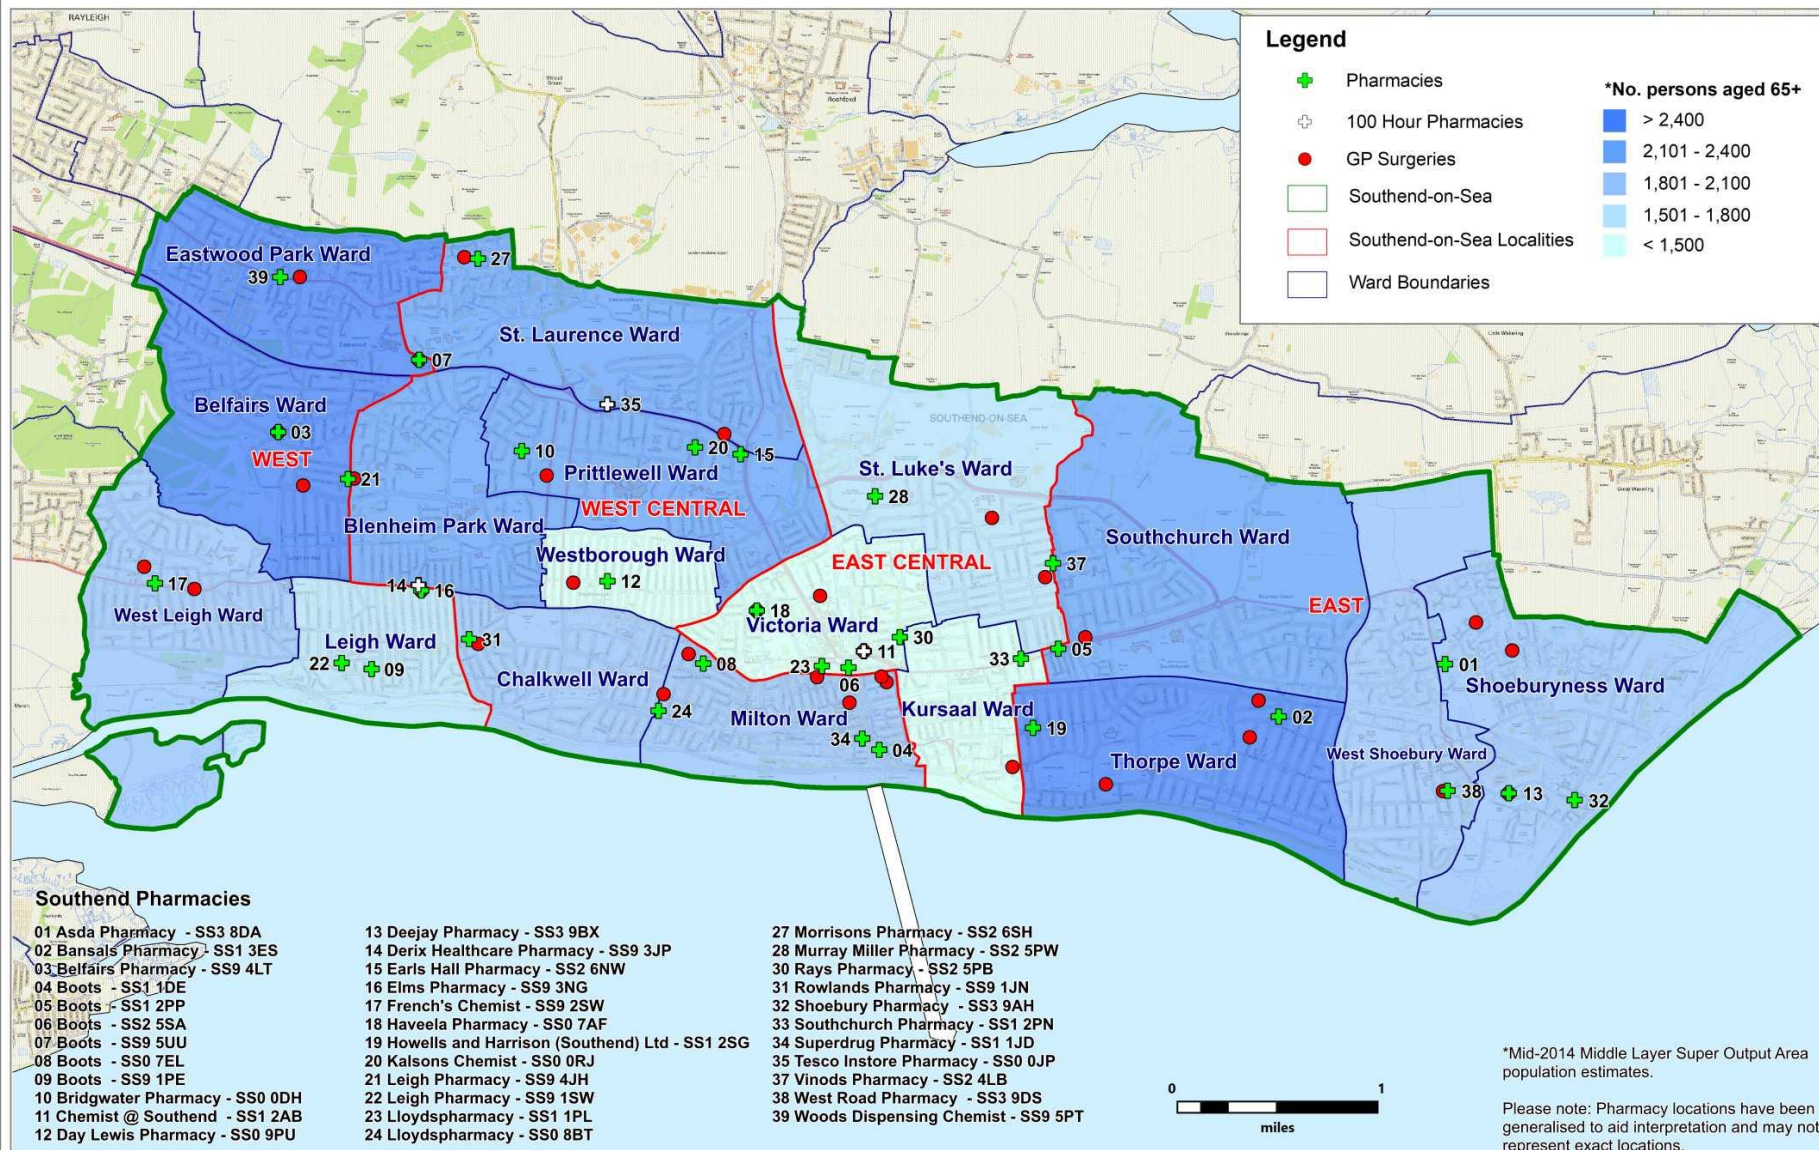 RAYLEIGH
Rochford
Legend
Pharmacies
100 Hour Pharmacies
GP Surgeries
Southend-on-Sea
Southend-on-Sea Localities
Ward Boundaries
*No. persons aged 65+
> 2,400
2,101 - 2,400
1,801 - 2,100
1,501 - 1,800
< 1,500
Eastwood Park Ward
39
27
St. Laurence Ward
07
Belfairs Ward
03
WEST
35
SOUTHEND-ON-SEA
10
20
15
Prittlewell Ward
St. Luke's Ward
21
28
WEST CENTRAL
Blenheim Park Ward
Southchurch Ward
Westborough Ward
EAST CENTRAL
37
17
14
16
12
18
EAST
West Leigh Ward
Victoria Ward
Leigh Ward
31
30
11
22
09
08
23
06
33
05
01
Chalkwell Ward
Shoeburyness Ward
24
Milton Ward
Kursaal Ward
02
34
04
19
West Shoebury Ward
Thorpe Ward
38
13
32
Southend Pharmacies
01 Asda Pharmacy - SS3 8DA
02 Bansals Pharmacy - SS1 3ES
03 Belfairs Pharmacy - SS9 4LT
04 Boots - SS1 1DE
05 Boots - SS1 2PP
06 Boots - SS2 5SA
07 Boots - SS9 5UU
08 Boots - SS0 7EL
09 Boots - SS9 1PE
10 Bridgwater Pharmacy - SS0 0DH
11 Chemist @ Southend - SS1 2AB
12 Day Lewis Pharmacy - SS0 9PU
13 Deejay Pharmacy - SS3 9BX
14 Derix Healthcare Pharmacy - SS9 3JP
15 Earls Hall Pharmacy - SS2 6NW
16 Elms Pharmacy - SS9 3NG
17 French's Chemist - SS9 2SW
18 Haveela Pharmacy - SS0 7AF
19 Howells and Harrison (Southend) Ltd - SS1 2SG
20 Kalsons Chemist - SS0 0RJ
21 Leigh Pharmacy - SS9 4JH
22 Leigh Pharmacy - SS9 1SW
23 Lloydspharmacy - SS1 1PL
24 Lloydspharmacy - SS0 8BT
27 Morrisons Pharmacy - SS2 6SH
28 Murray Miller Pharmacy - SS2 5PW
30 Rays Pharmacy - SS2 5PB
31 Rowlands Pharmacy - SS9 1JN
32 Shoebury Pharmacy - SS3 9AH
33 Southchurch Pharmacy - SS1 2PN
34 Superdrug Pharmacy - SS1 1JD
35 Tesco Instore Pharmacy - SS0 0JP
37 Vinods Pharmacy - SS2 4LB
38 West Road Pharmacy - SS3 9DS
39 Woods Dispensing Chemist - SS9 5PT
0 1
miles
*Mid-2014 Middle Layer Super Output Area
population estimates.
Please note: Pharmacy locations have been
generalised to aid interpretation and may not
represent exact locations.